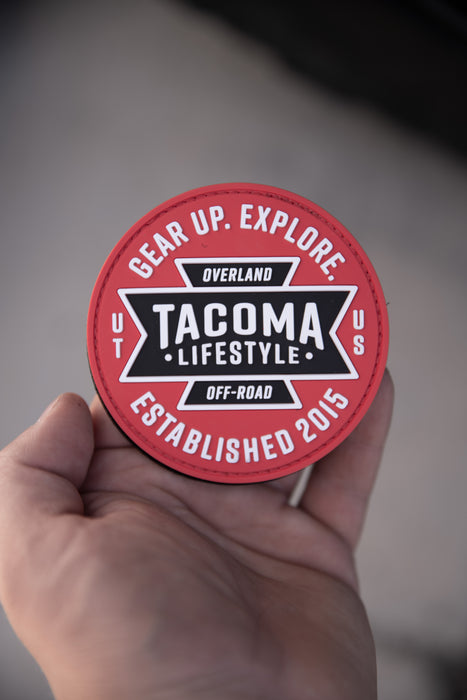 GEAR UP. EXPLORE.
OVERLAND
UT
TACOMA
US
•LIFESTYLE•
OFF-ROAD
ESTABLISHED 2015